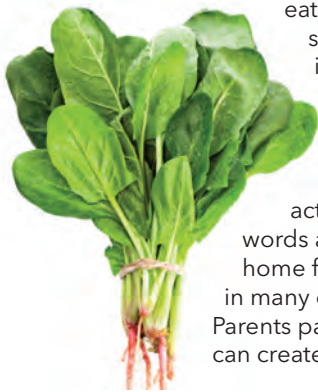 eat
s
i
act
words a
home f
in many
Parents pa
can create